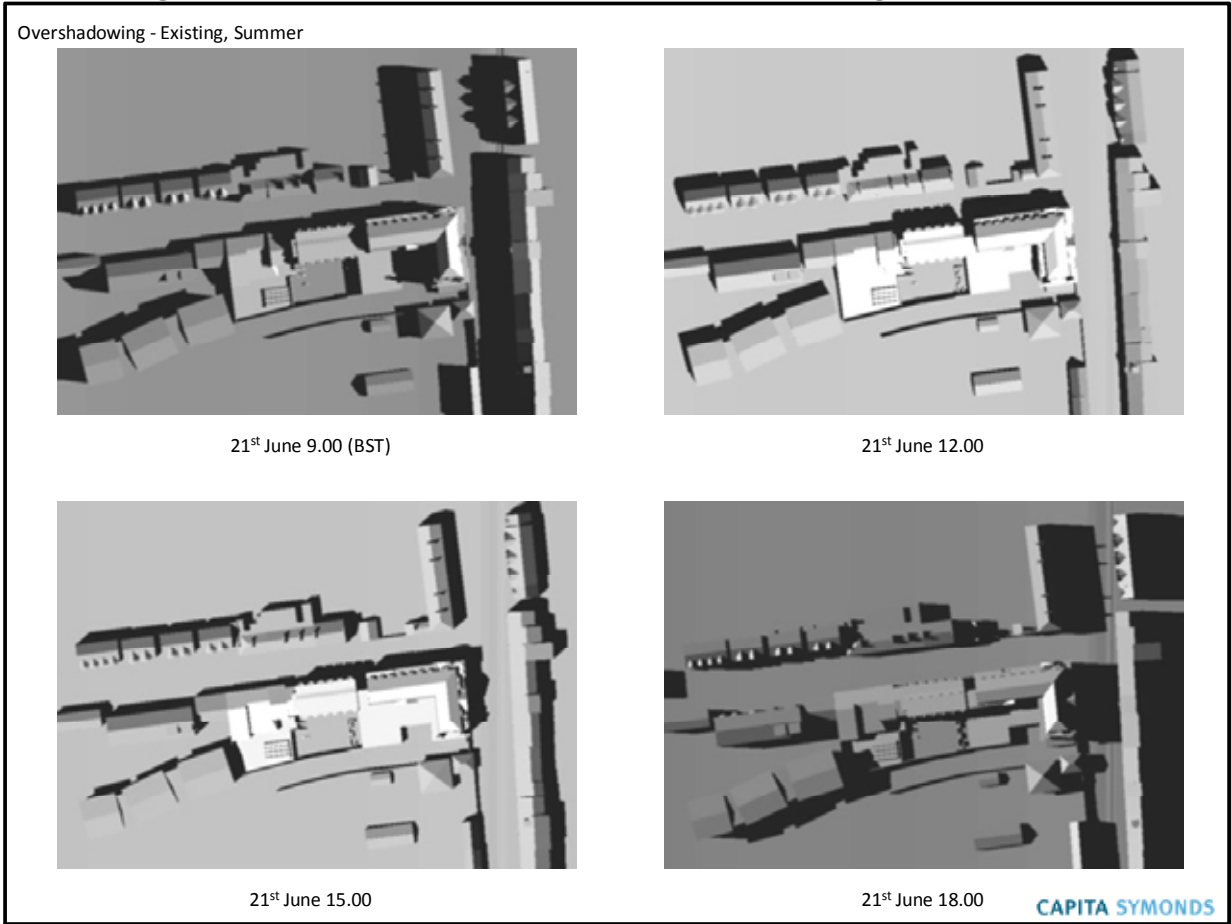 Overshadowing - Existing, Summer
21st June 9.00 (BST)
21st June 12.00
21st June 15.00
21st June 18.00
CAPITA SYMONDS